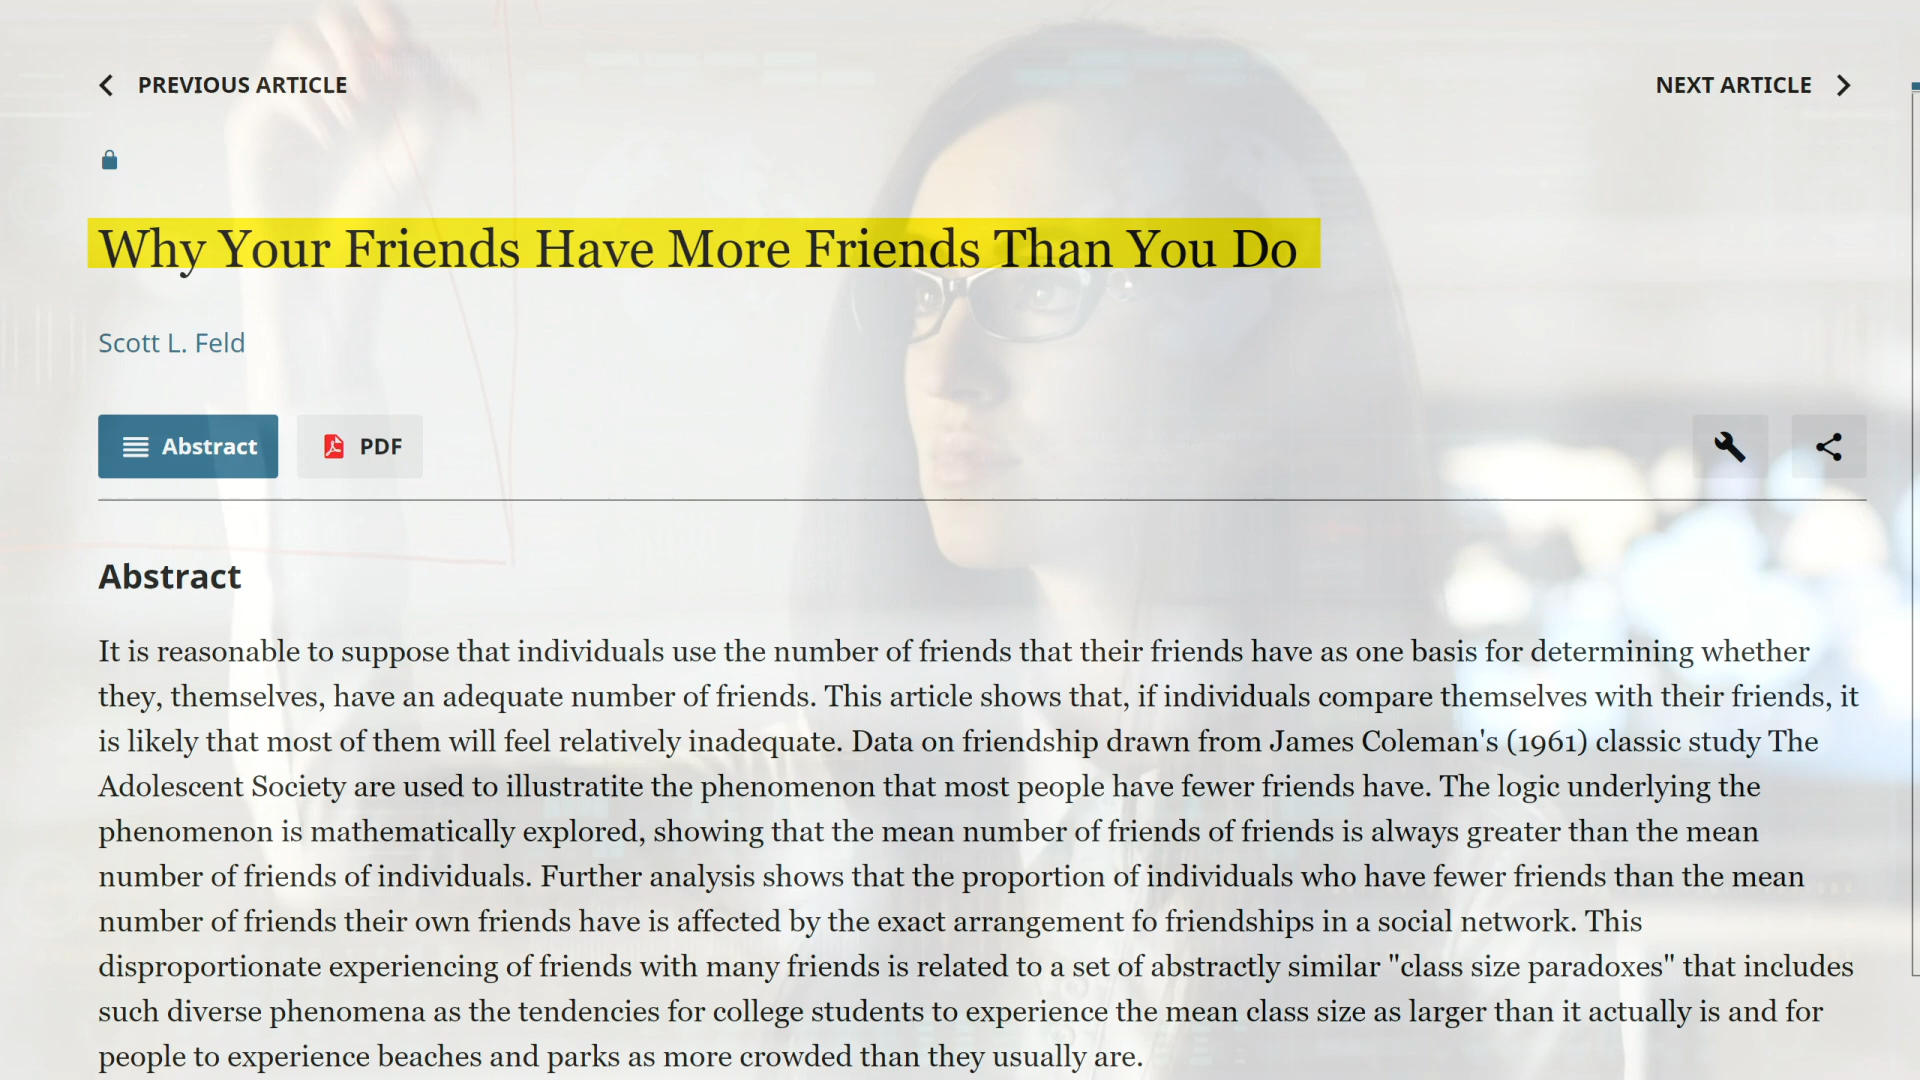 PREVIOUS ARTICLE
NEXT ARTICLE
Why Your Friends Have More Friends Than You Do
Scott L. Feld
Abstract
PDF
Abstract
It is reasonable to suppose that individuals use the number of friends that their friends have as one basis for determining whether
they, themselves, have an adequate number of friends. This article shows that, if individuals compare themselves with their friends, it
is likely that most of them will feel relatively inadequate. Data on friendship drawn from James Coleman's (1961) classic study The
Adolescent Society are used to illustratite the phenomenon that most people have fewer friends have. The logic underlying the
phenomenon is mathematically explored, showing that the mean number of friends of friends is always greater than the mean
number of friends of individuals. Further analysis shows that the proportion of individuals who have fewer friends than the mean
number of friends their own friends have is affected by the exact arrangement fo friendships in a social network. This
disproportionate experiencing of friends with many friends is related to a set of abstractly similar "class size paradoxes" that includes
such diverse phenomena as the tendencies for college students to experience the mean class size as larger than it actually is and for
people to experience beaches and parks as more crowded than they usually are.